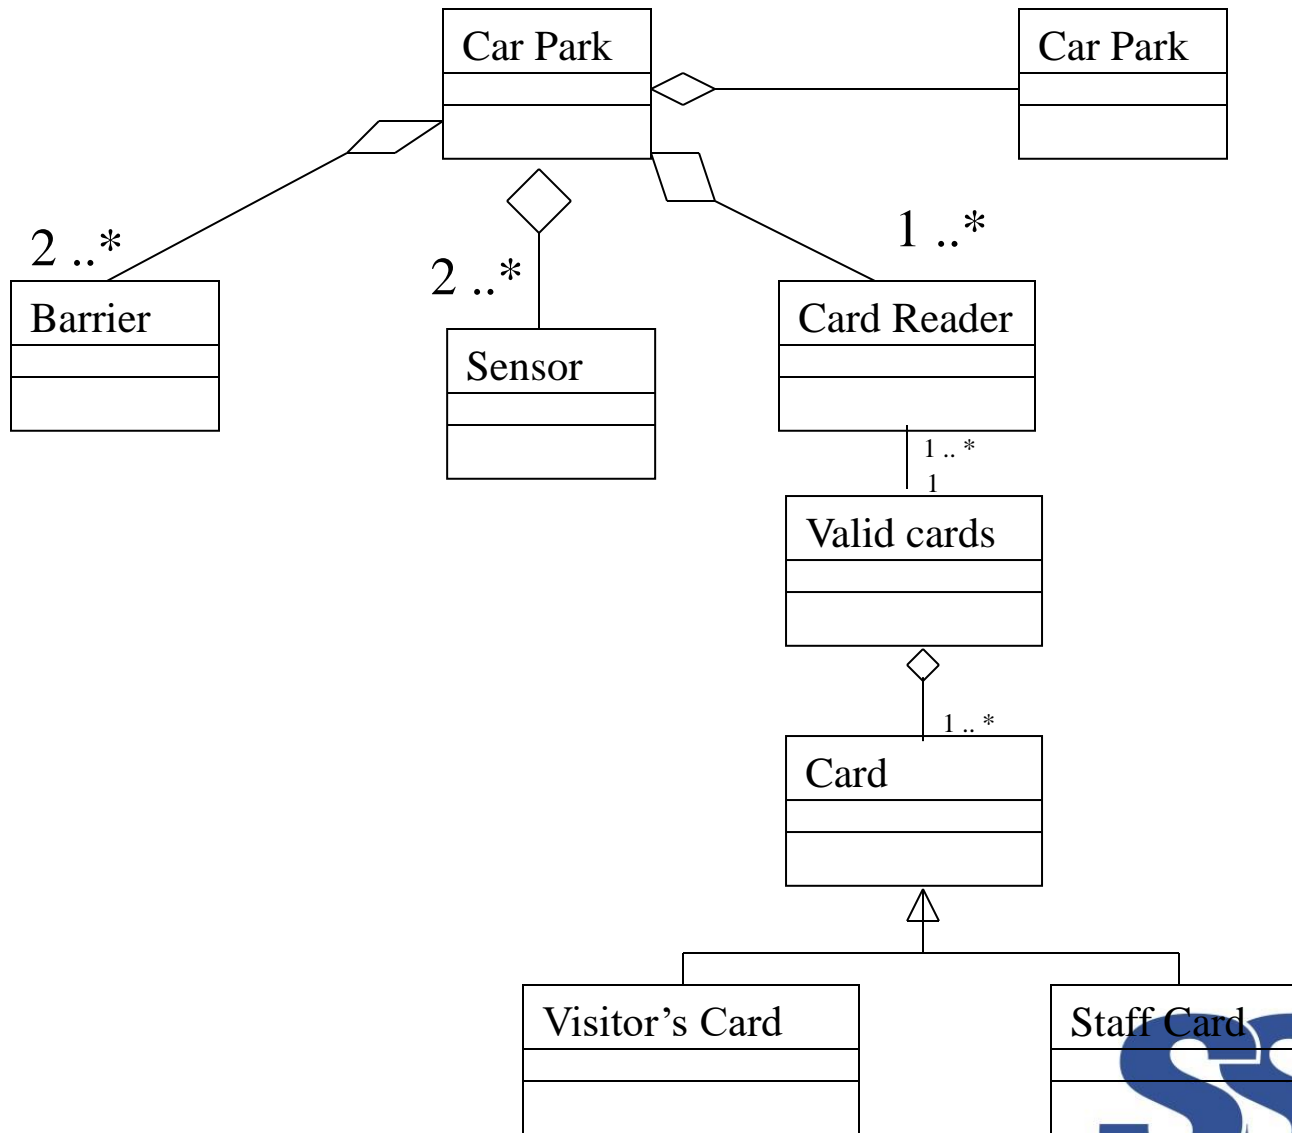 Car Park
Car Park
2 ..*
2 ..*
1 ..*
Barrier
Sensor
Card Reader
1 .. *
1
Valid cards
1 .. *
Card
Visitor’s Card
Staff Card
SS